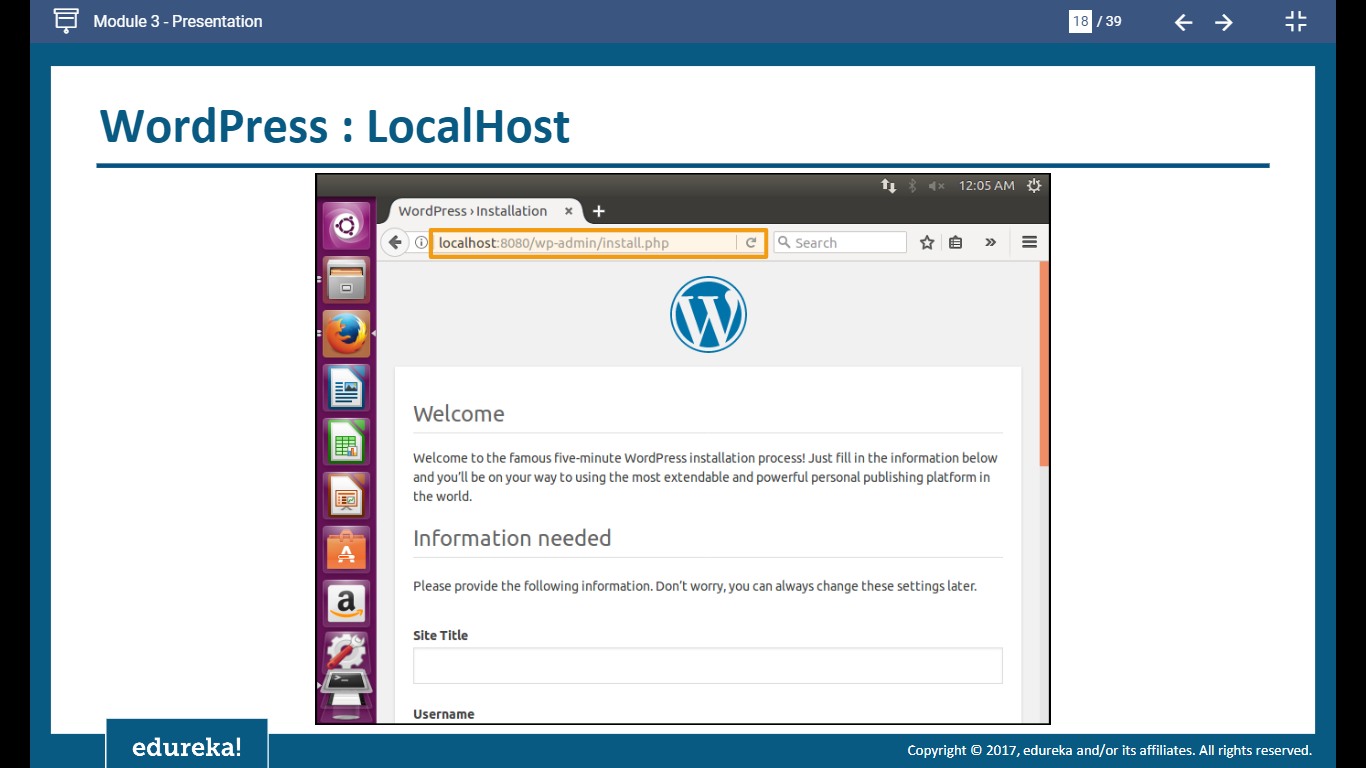 Module 3 - Presentation
18 / 39
WordPress : LocalHost
12:05 AM
WordPress › Installation
localhost:8080/wp-admin/install.php
Search
Welcome
Welcome to the famous five-minute WordPress installation process! Just fill in the information below
and you'll be on your way to using the most extendable and powerful personal publishing platform in
the world.
Information needed
Please provide the following information. Don't worry, you can always change these settings later.
Site Title
Username
edureka!
Copyright © 2017, edureka and/or its affiliates. All rights reserved.